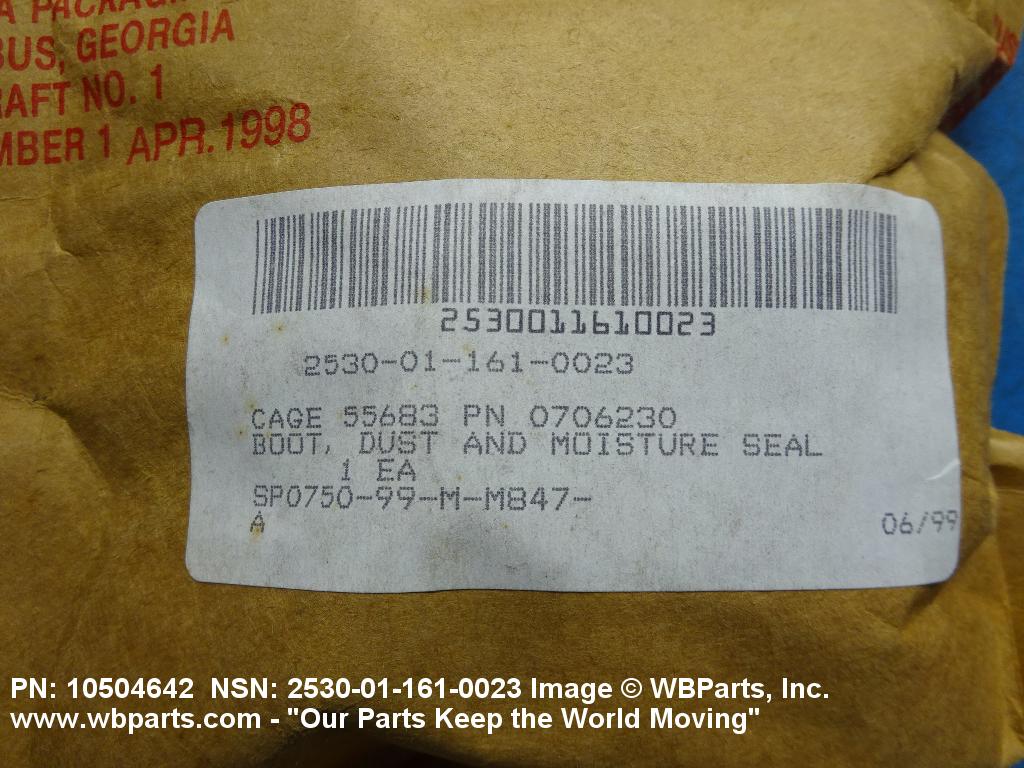 A PACKAG
BUS, GEORGIA
RAFT NO. 1
MBER 1 APR.1998
2530011610023
2530-01-161-0023
CAGE 55683 PN 0706230
BOOT, DUST AND MOISTURE SEAL
1 EA
SP0750-99-M-M847-
A
06/99
PN: 10504642 NSN: 2530-01-161-0023 Image © WBParts, Inc.
www.wbparts.com - "Our Parts Keep the World Moving"